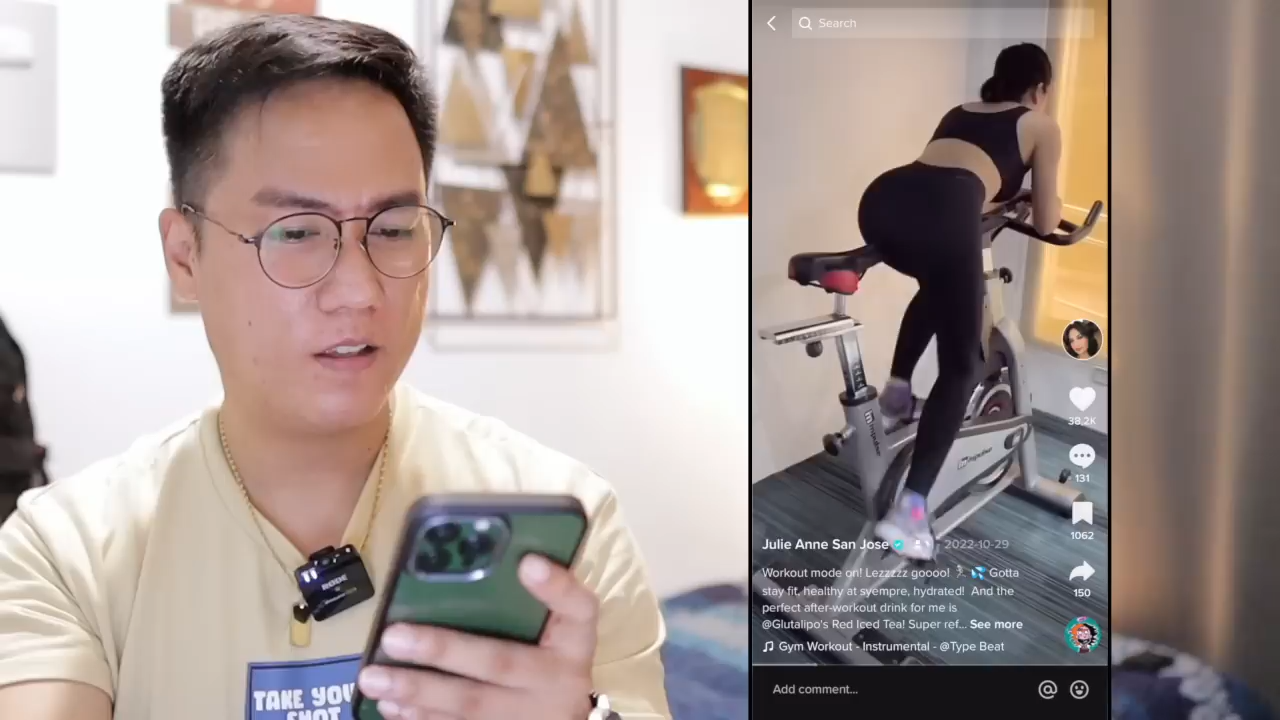 Search
38.2K
131
1062
150
Julie Anne San Jose
2022-10-29
Workout mode on! Lezzzzz goooo! 🏃 💦 Gotta
stay fit, healthy at syempre, hydrated! And the
perfect after-workout drink for me is
@Glutalipo's Red Iced Tea! Super ref... See more
Gym Workout - Instrumental - @Type Beat
Add comment...
RODE
TAKE YOU
SHOT
impulse
impulse